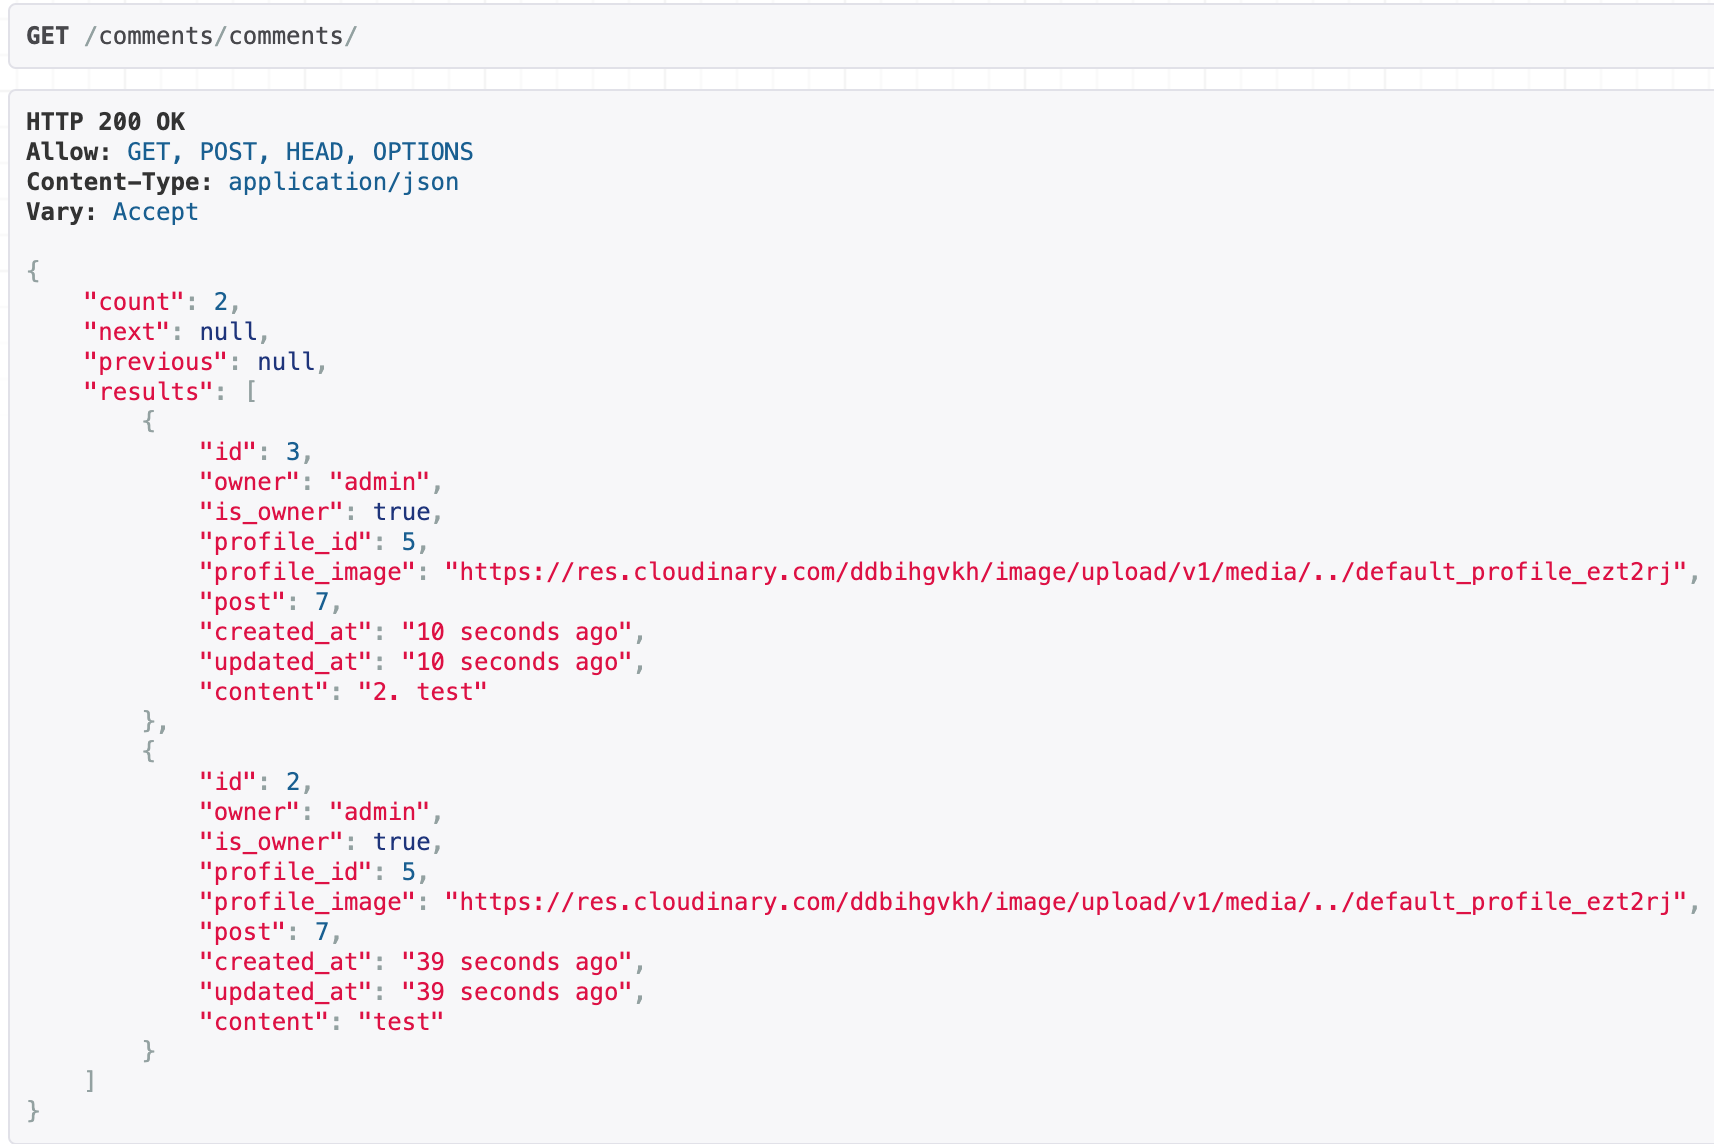 GET /comments/comments/
HTTP 200 OK
Allow: GET, POST, HEAD, OPTIONS
Content-Type: application/json
Vary: Accept
{
    "count": 2,
    "next": null,
    "previous": null,
    "results": [
        {
            "id": 3,
            "owner": "admin",
            "is_owner": true,
            "profile_id": 5,
            "profile_image": "https://res.cloudinary.com/ddbihgvkh/image/upload/v1/media/../default_profile_ezt2rj",
            "post": 7,
            "created_at": "10 seconds ago",
            "updated_at": "10 seconds ago",
            "content": "2. test"
        },
        {
            "id": 2,
            "owner": "admin",
            "is_owner": true,
            "profile_id": 5,
            "profile_image": "https://res.cloudinary.com/ddbihgvkh/image/upload/v1/media/../default_profile_ezt2rj",
            "post": 7,
            "created_at": "39 seconds ago",
            "updated_at": "39 seconds ago",
            "content": "test"
        }
    ]
}